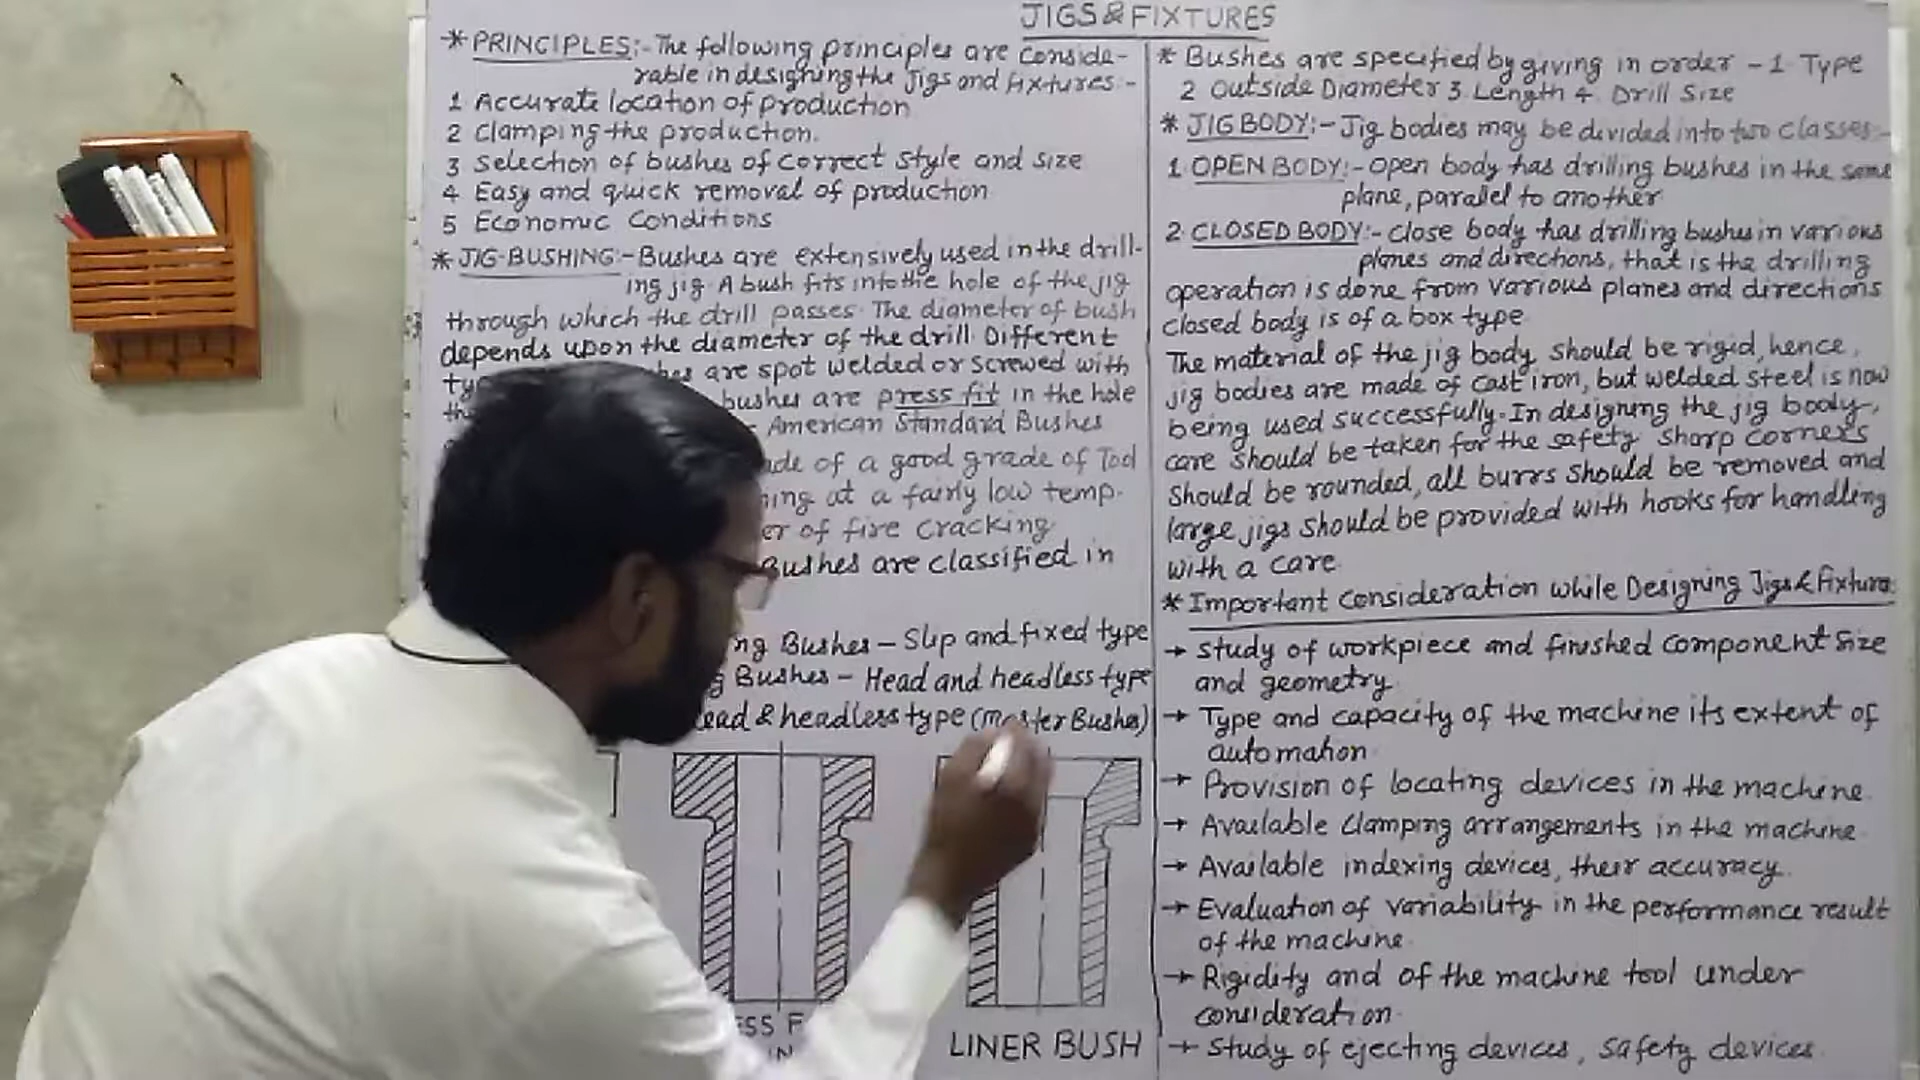 JIGS & FIXTURES
* PRINCIPLES:- The following principles are conside-
rable in designing the Jigs and fixtures:-
1 Accurate location of production
2 Clamping the production.
3 Selection of bushes of correct style and size
4 Easy and quick removal of production
5 Economic Conditions
* JIG-BUSHING:- Bushes are extensively used in the drill-
ing jig. A bush fits into the hole of the jig
through which the drill passes. The diameter of bush
depends upon the diameter of the drill. Different
are spot welded or screwed with
bushes are press fit in the hole
- American Standard Bushes
of a good grade of Tool
at a fairly low temp.
of fire cracking
Bushes are classified in
Bushes - Slip and fixed type
Bushes - Head and headless type
& headless type (Master Bushes)
LINER BUSH
* Bushes are specified by giving in order - 1. Type
2 Outside Diameter 3. Length 4. Drill Size
* JIG BODY:- Jig bodies may be devided into two classes:-
1. OPEN BODY:- Open body has drilling bushes in the same
plane, parallel to another
2. CLOSED BODY:- Close body has drilling bushes in various
planes and directions, that is the drilling
operation is done from various planes and directions
closed body is of a box type.
The material of the jig body should be rigid, hence,
jig bodies are made of cast iron, but welded steel is now
being used successfully. In designing the jig body,
care should be taken for the safety sharp corners
should be rounded, all burrs should be removed and
large jigs should be provided with hooks for handling
with a care.
* Important Consideration while Designing Jigs & Fixture:
→ Study of workpiece and finished component size
and geometry.
→ Type and capacity of the machine its extent of
automation.
→ Provision of locating devices in the machine.
→ Available clamping arrangements in the machine.
→ Available indexing devices, their accuracy.
→ Evaluation of variability in the performance result
of the machine.
→ Rigidity and of the machine tool under
consideration.
→ Study of ejecting devices, safety devices.